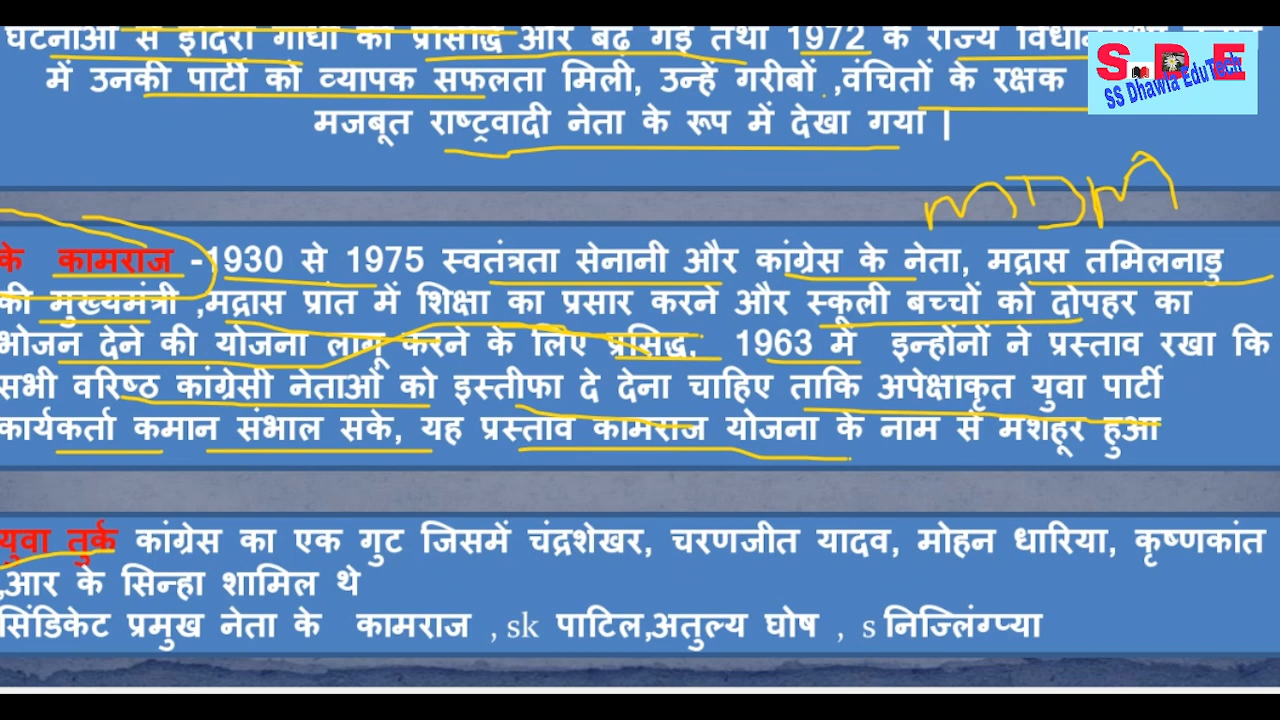 घटनाओं से इंदिरा गांधी की प्रसिद्धि और बढ़ गई तथा 1972 के राज्य
में उनकी पार्टी को व्यापक सफलता मिली, उन्हें गरीबों ,वंचितों के रक्षक
मजबूत राष्ट्रवादी नेता के रूप में देखा गया |
S.D.E
SS Dhawla EduTech
MDM
के कामराज -1930 से 1975 स्वतंत्रता सेनानी और कांग्रेस के नेता, मद्रास तमिलनाडु
की मुख्यमंत्री ,मद्रास प्रांत में शिक्षा का प्रसार करने और स्कूली बच्चों को दोपहर का
भोजन देने की योजना लागू करने के लिए प्रसिद्ध, 1963 में इन्होंनों ने प्रस्ताव रखा कि
सभी वरिष्ठ कांग्रेसी नेताओं को इस्तीफा दे देना चाहिए ताकि अपेक्षाकृत युवा पार्टी
कार्यकर्ता कमान संभाल सके, यह प्रस्ताव कामराज योजना के नाम से मशहूर हुआ
युवा तुर्क कांग्रेस का एक गुट जिसमें चंद्रशेखर, चरणजीत यादव, मोहन धारिया, कृष्णकांत
,आर के सिन्हा शामिल थे
सिंडिकेट प्रमुख नेता के कामराज , sk पाटिल,अतुल्य घोष , s निज्लिंग्प्या